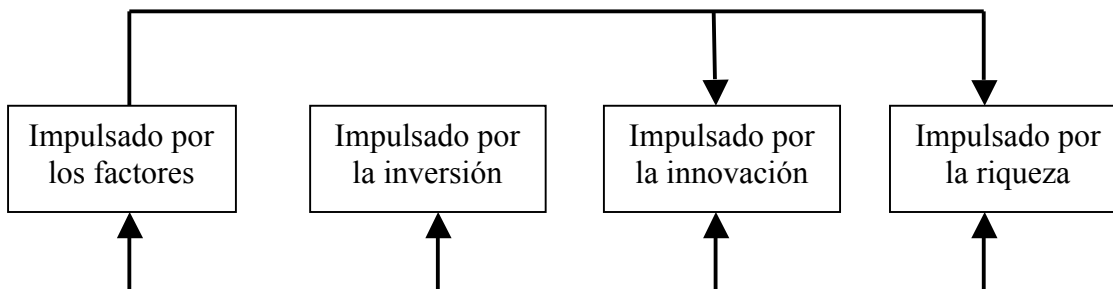 Impulsado por
los factores
Impulsado por
la inversión
Impulsado por
la innovación
Impulsado por
la riqueza